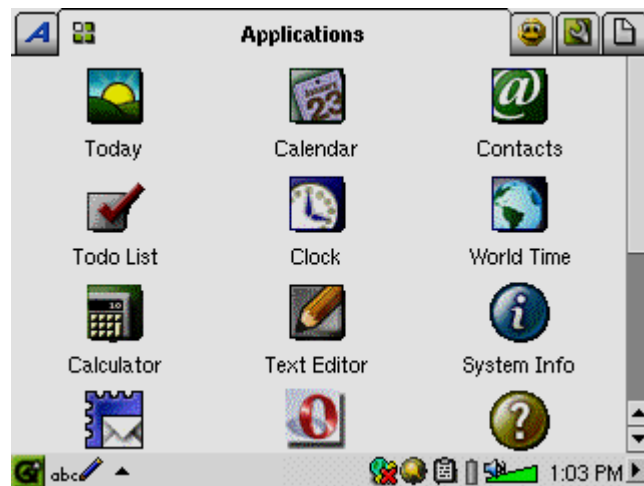 Applications
Today
Calendar
Contacts
Todo List
Clock
World Time
Calculator
Text Editor
System Info
abc
1:03 PM